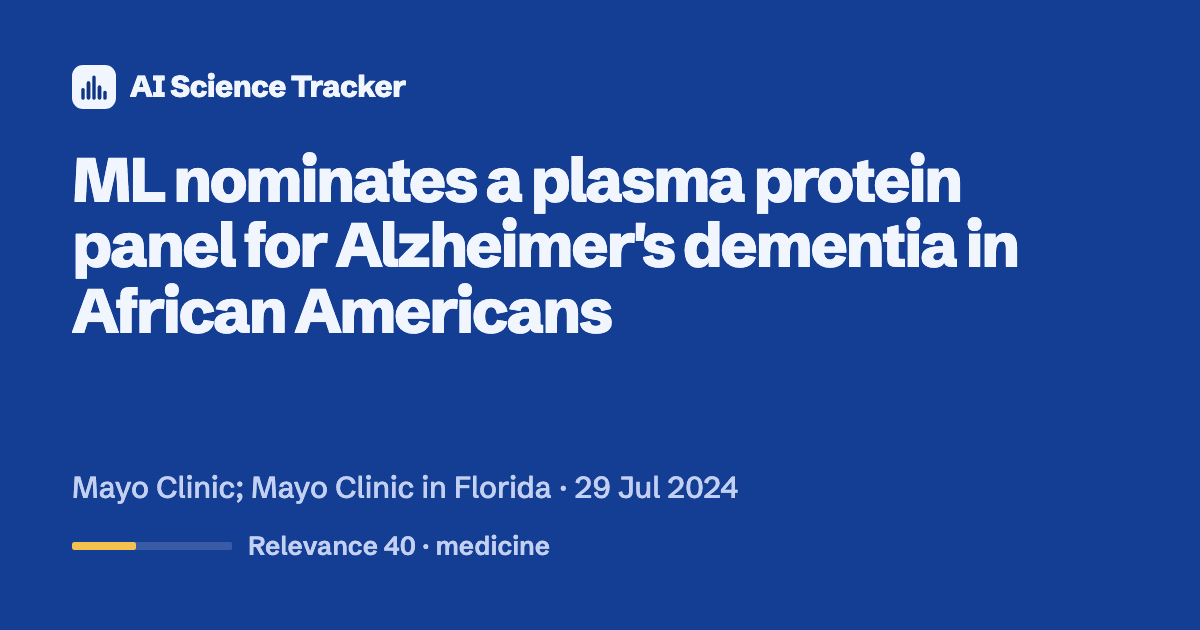 AI Science Tracker
ML nominates a plasma protein
panel for Alzheimer's dementia in
African Americans
Mayo Clinic; Mayo Clinic in Florida · 29 Jul 2024
Relevance 40 · medicine